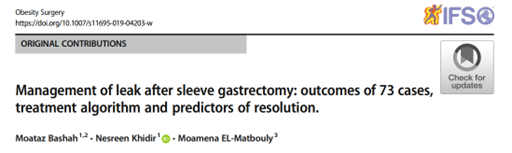 Obesity Surgery
https://doi.org/10.1007/s11695-019-04203-w
IFSO
ORIGINAL CONTRIBUTIONS
Check for
updates
Management of leak after sleeve gastrectomy: outcomes of 73 cases,
treatment algorithm and predictors of resolution.
Moataz Bashah 1,2 • Nesreen Khidir 1 iD • Moamena EL-Matbouly 3